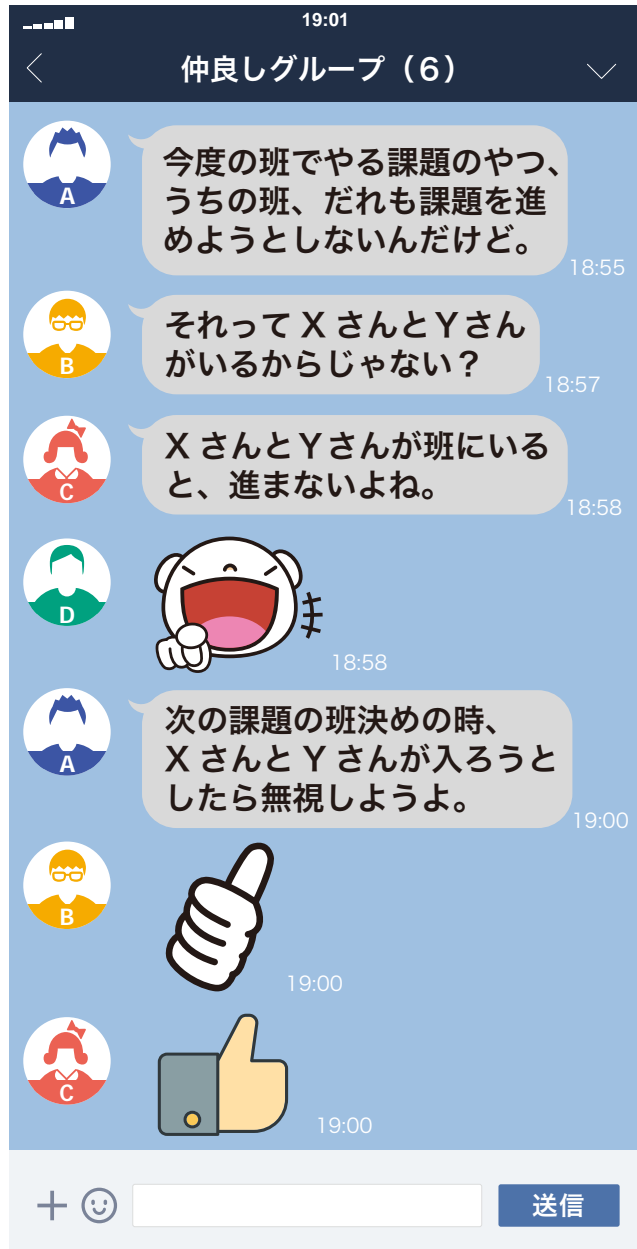 19:01
仲良しグループ（6）
A
今度の班でやる課題のやつ、
うちの班、だれも課題を進
めようとしないんだけど。
18:55
B
それって X さんと Y さん
がいるからじゃない？
18:57
C
X さんと Y さんが班にいる
と、進まないよね。
18:58
D
18:58
A
次の課題の班決めの時、
X さんと Y さんが入ろうと
したら無視しようよ。
19:00
B
19:00
C
19:00
送信